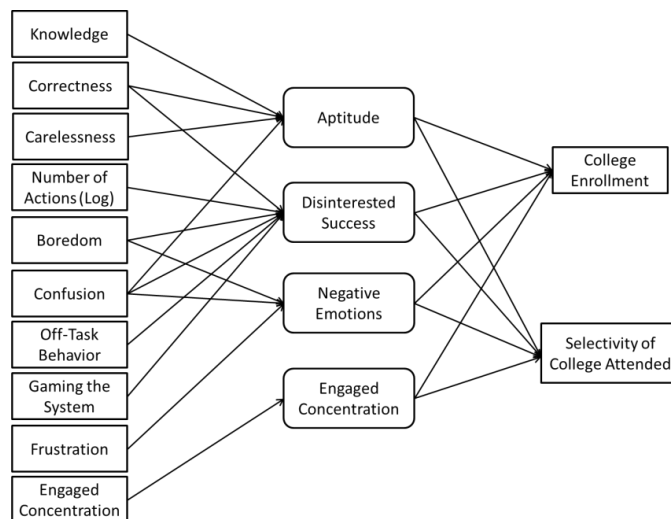 Knowledge
Correctness
Carelessness
Number of
Actions (Log)
Boredom
Confusion
Off-Task
Behavior
Gaming the
System
Frustration
Engaged
Concentration
Aptitude
Disinterested
Success
Negative
Emotions
Engaged
Concentration
College
Enrollment
Selectivity of
College Attended